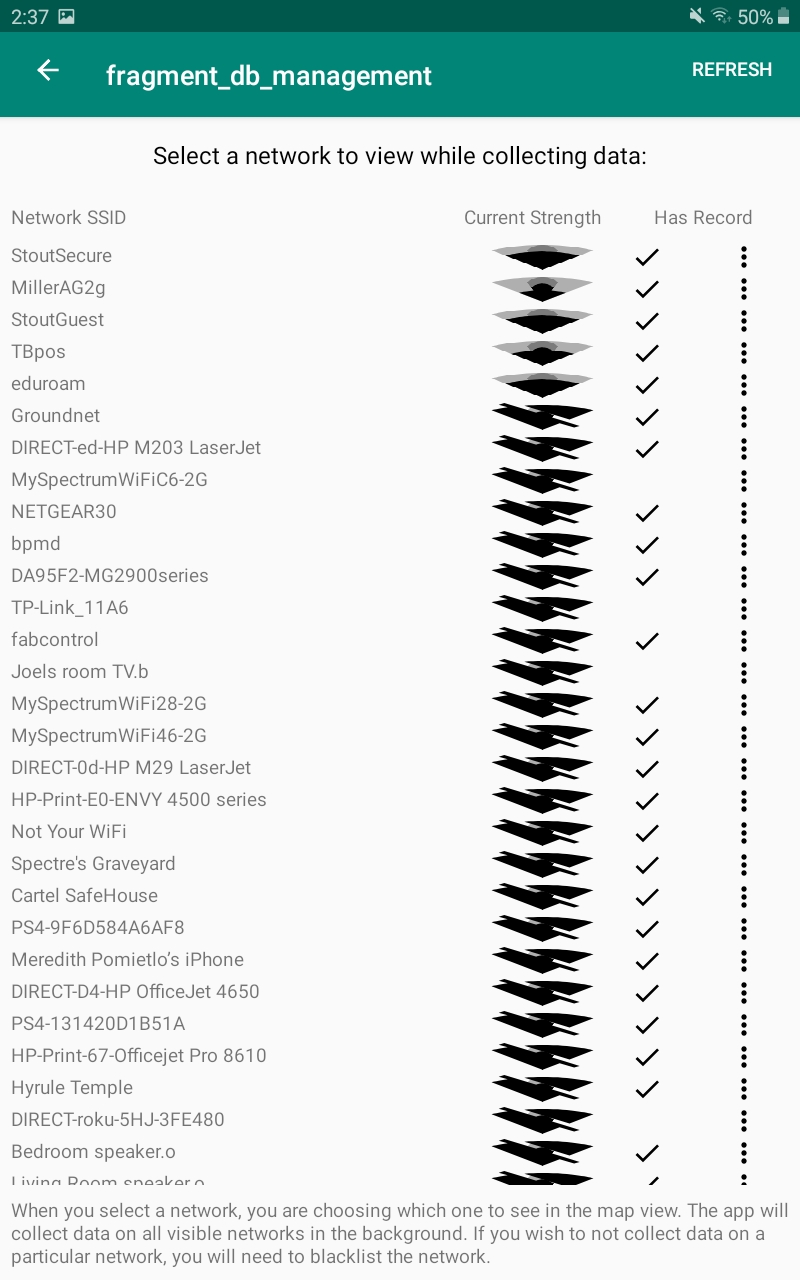 2:37 50%
fragment_db_management REFRESH
Select a network to view while collecting data:
Network SSID Current Strength Has Record
StoutSecure
MillerAG2g
StoutGuest
TBpos
eduroam
Groundnet
DIRECT-ed-HP M203 LaserJet
MySpectrumWiFiC6-2G
NETGEAR30
bpmd
DA95F2-MG2900series
TP-Link_11A6
fabcontrol
Joels room TV.b
MySpectrumWiFi28-2G
MySpectrumWiFi46-2G
DIRECT-0d-HP M29 LaserJet
HP-Print-E0-ENVY 4500 series
Not Your WiFi
Spectre's Graveyard
Cartel SafeHouse
PS4-9F6D584A6AF8
Meredith Pomietlo’s iPhone
DIRECT-D4-HP OfficeJet 4650
PS4-131420D1B51A
HP-Print-67-Officejet Pro 8610
Hyrule Temple
DIRECT-roku-5HJ-3FE480
Bedroom speaker.o
Living Room speaker.o
When you select a network, you are choosing which one to see in the map view. The app will
collect data on all visible networks in the background. If you wish to not collect data on a
particular network, you will need to blacklist the network.